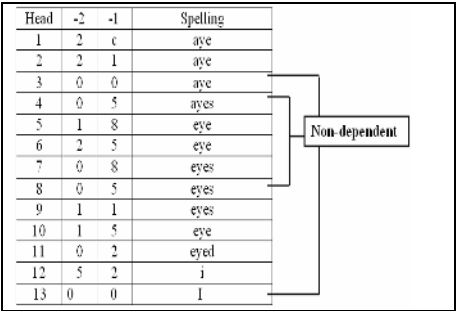 Head -2 -1 Spelling
1 2 c aye
2 2 1 aye
3 0 0 aye
4 0 5 ayes
5 1 8 eye
6 2 5 eye
7 0 8 eyes
8 0 5 eyes
9 1 1 eyes
10 1 5 eye
11 0 2 eyed
12 5 2 i
13 0 0 I
Non-dependent